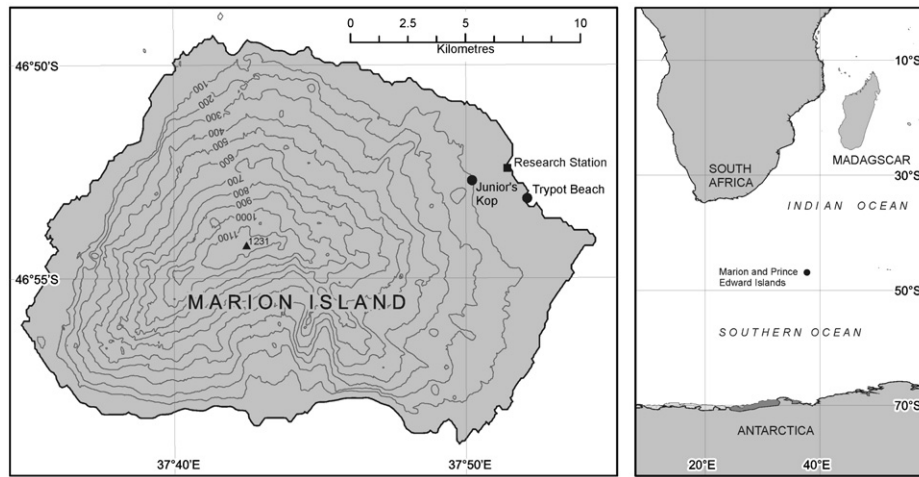 0 2.5 5 10
Kilometres
46°50'S
100
200
300
400
500
600
700
800
900
1000
1100
1231
Research Station
Junior's
Kop
Trypot Beach
46°55'S
MARION ISLAND
37°40'E 37°50'E
10°S
SOUTH
AFRICA
MADAGSCAR
30°S
INDIAN OCEAN
Marion and Prince
Edward Islands
50°S
SOUTHERN OCEAN
70°S
ANTARCTICA
20°E 40°E